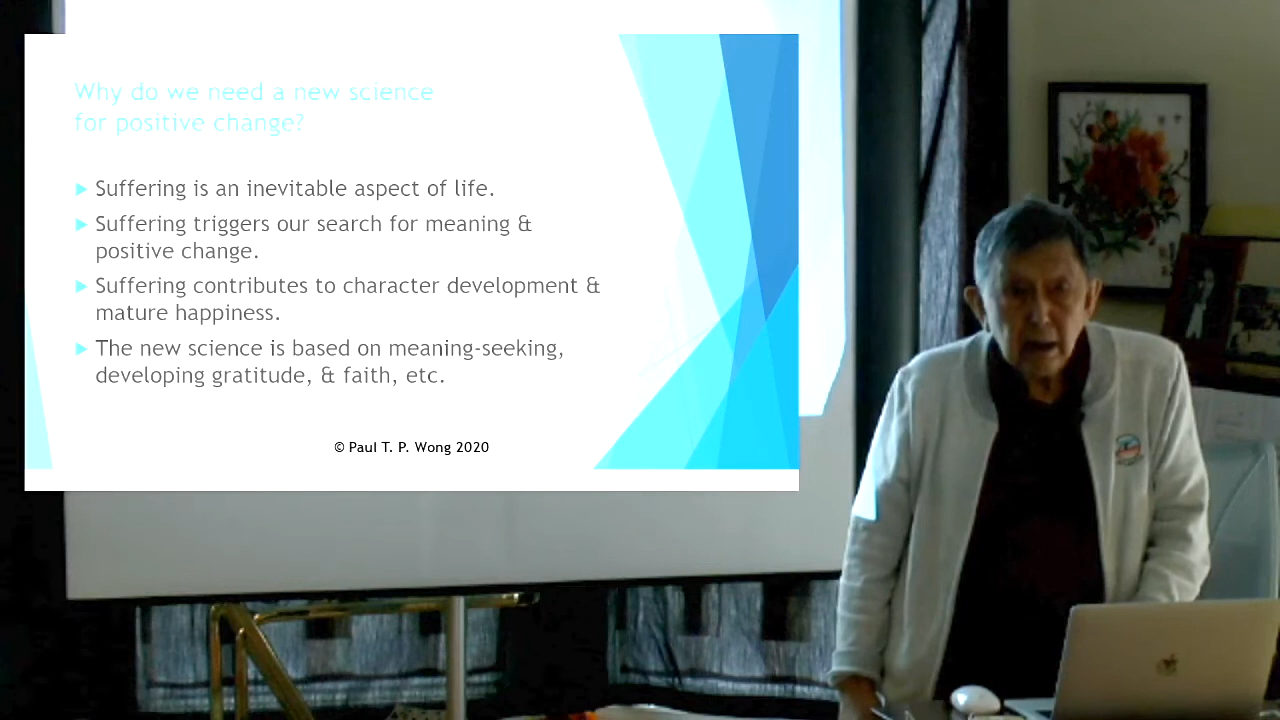 Why do we need a new science
for positive change?
Suffering is an inevitable aspect of life.
Suffering triggers our search for meaning &
positive change.
Suffering contributes to character development &
mature happiness.
The new science is based on meaning-seeking,
developing gratitude, & faith, etc.
© Paul T. P. Wong 2020